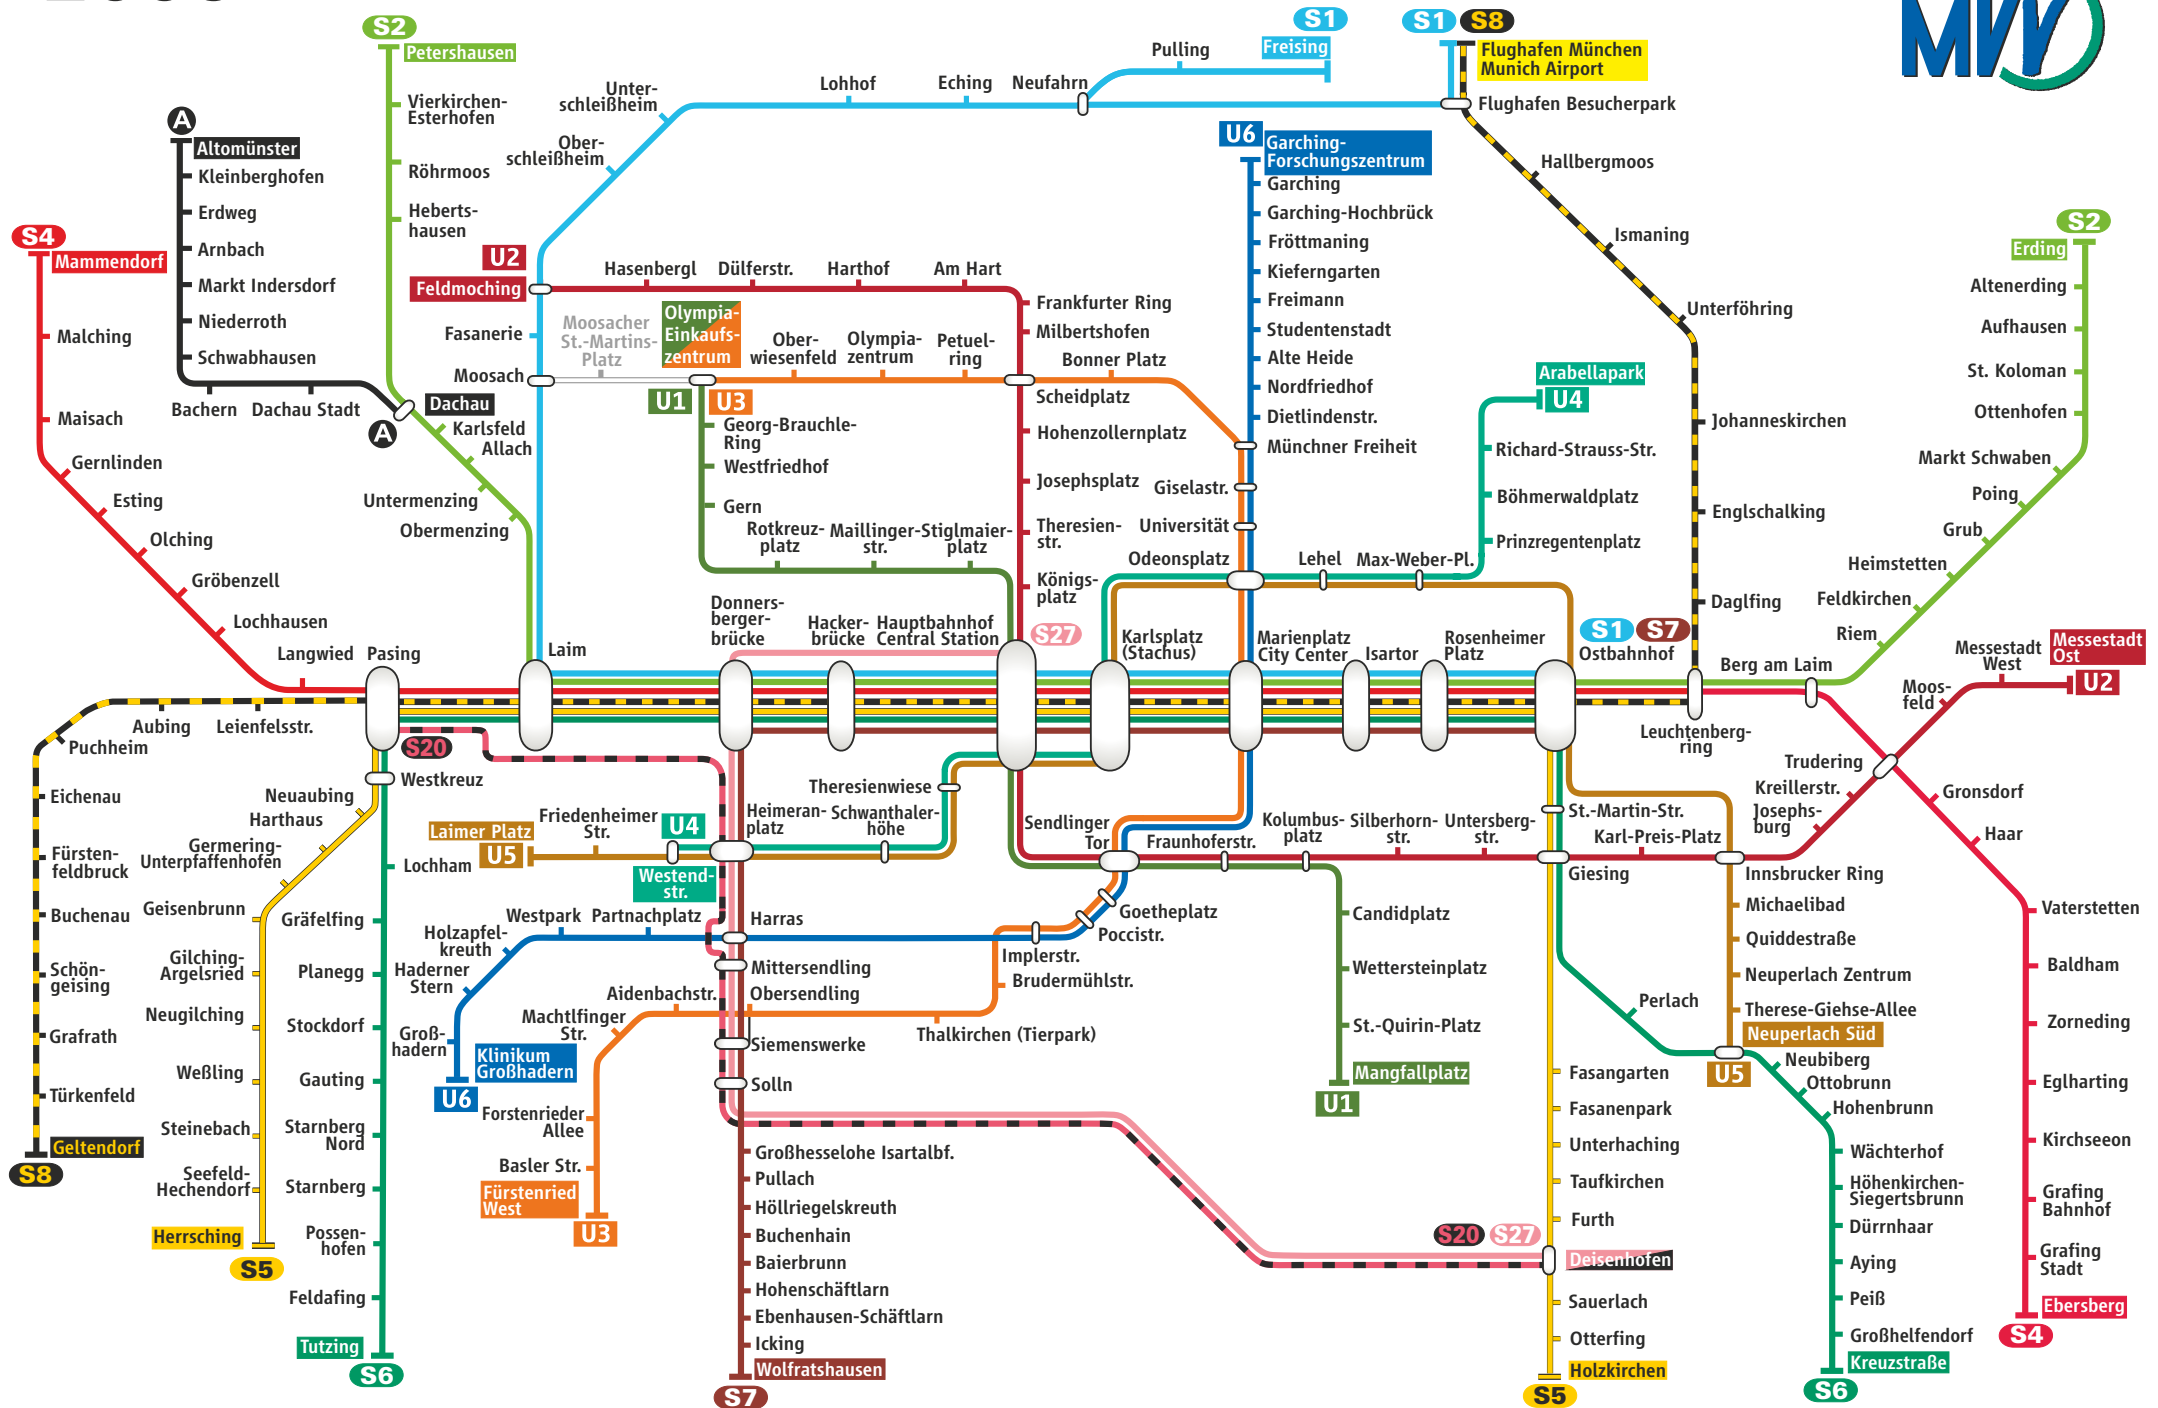 S2
Petershausen
Vierkirchen-
Esterhofen
Röhrmoos
Heberts-
hausen
A
Altomünster
Kleinberghofen
Erdweg
Arnbach
Markt Indersdorf
Niederroth
Schwabhausen
Bachern
Dachau Stadt
A
Dachau
Karlsfeld
Allach
Untermenzing
Obermenzing
S4
Mammendorf
Malching
Maisach
Gernlinden
Esting
Olching
Gröbenzell
Lochhausen
Langwied
Pasing
S1
Freising
Pulling
Neufahrn
Eching
Lohhof
Unter-
schleißheim
Ober-
schleißheim
U2
Feldmoching
Fasanerie
Moosach
Moosacher
St.-Martins-
Platz
Olympia-
Einkaufs-
zentrum
U1
U3
Hasenbergl
Dülferstr.
Harthof
Am Hart
Frankfurter Ring
Milbertshofen
Ober-
wiesenfeld
Olympia-
zentrum
Petuel-
ring
Bonner Platz
Scheidplatz
Hohenzollernplatz
Josephsplatz
Theresien-
str.
Königs-
platz
Georg-Brauchle-
Ring
Westfriedhof
Gern
Rotkreuz-
platz
Maillinger-
str.
Stiglmaier-
platz
S1
S8
Flughafen München
Munich Airport
Flughafen Besucherpark
Hallbergmoos
Ismaning
Unterföhring
Johanneskirchen
Englschalking
Daglfing
MVV
U6
Garching-
Forschungszentrum
Garching
Garching-Hochbrück
Fröttmaning
Kieferngarten
Freimann
Studentenstadt
Alte Heide
Nordfriedhof
Dietlindenstr.
Münchner Freiheit
Giselastr.
Universität
Odeonsplatz
Arabellapark
U4
Richard-Strauss-Str.
Böhmerwaldplatz
Prinzregentenplatz
Lehel
Max-Weber-Pl.
S2
Erding
Altenerding
Aufhausen
St. Koloman
Ottenhofen
Markt Schwaben
Poing
Grub
Heimstetten
Feldkirchen
Riem
Berg am Laim
Laim
Donners-
berger-
brücke
Hacker-
brücke
Hauptbahnhof
Central Station
S27
Karlsplatz
(Stachus)
Marienplatz
City Center
Isartor
Rosenheimer
Platz
S1
S7
Ostbahnhof
Leuchtenberg-
ring
Messestadt
West
Messestadt
Ost
U2
Moos-
feld
Trudering
Kreillerstr.
Josephs-
burg
Gronsdorf
Haar
Vaterstetten
Baldham
Zorneding
Eglharting
Kirchseeon
Grafing
Bahnhof
Grafing
Stadt
Ebersberg
S4
Aubing
Leienfelsstr.
Puchheim
Eichenau
Fürsten-
feldbruck
Buchenau
Schön-
geising
Grafrath
Türkenfeld
Geltendorf
S8
S20
Westkreuz
Neuaubing
Harthaus
Germering-
Unterpfaffenhofen
Geisenbrunn
Gilching-
Argelsried
Neugilching
Weßling
Steinebach
Seefeld-
Hechendorf
Herrsching
S5
Lochham
Gräfelfing
Planegg
Stockdorf
Gauting
Starnberg
Nord
Starnberg
Possen-
hofen
Feldafing
Tutzing
S6
Laimer Platz
U5
Friedenheimer
Str.
U4
Westend-
str.
Heimeran-
platz
Schwanthaler-
höhe
Theresienwiese
Sendlinger
Tor
Fraunhoferstr.
Kolumbus-
platz
Silberhorn-
str.
Untersberg-
str.
St.-Martin-Str.
Karl-Preis-Platz
Giesing
Innsbrucker Ring
Michaelibad
Quiddestraße
Neuperlach Zentrum
Therese-Giehse-Allee
Neuperlach Süd
U5
Perlach
Neubiberg
Ottobrunn
Hohenbrunn
Wächterhof
Höhenkirchen-
Siegertsbrunn
Dürrnhaar
Aying
Peiß
Großhelfendorf
Kreuzstraße
S6
Candidplatz
Wettersteinplatz
St.-Quirin-Platz
Mangfallplatz
U1
Goetheplatz
Poccistr.
Implerstr.
Brudermühlstr.
Thalkirchen (Tierpark)
Obersendling
Aidenbachstr.
Machtlfinger
Str.
Forstenrieder
Allee
Basler Str.
Fürstenried
West
U3
Harras
Partnachplatz
Westpark
Holzapfel-
kreuth
Haderner
Stern
Groß-
hadern
Klinikum
Großhadern
U6
Mittersendling
Siemenswerke
Solln
Großhesselohe Isartalbf.
Pullach
Höllriegelskreuth
Buchenhain
Baierbrunn
Hohenschäftlarn
Ebenhausen-Schäftlarn
Icking
Wolfratshausen
S7
Fasangarten
Fasanenpark
Unterhaching
Taufkirchen
Furth
S20
S27
Deisenhofen
Sauerlach
Otterfing
Holzkirchen
S5